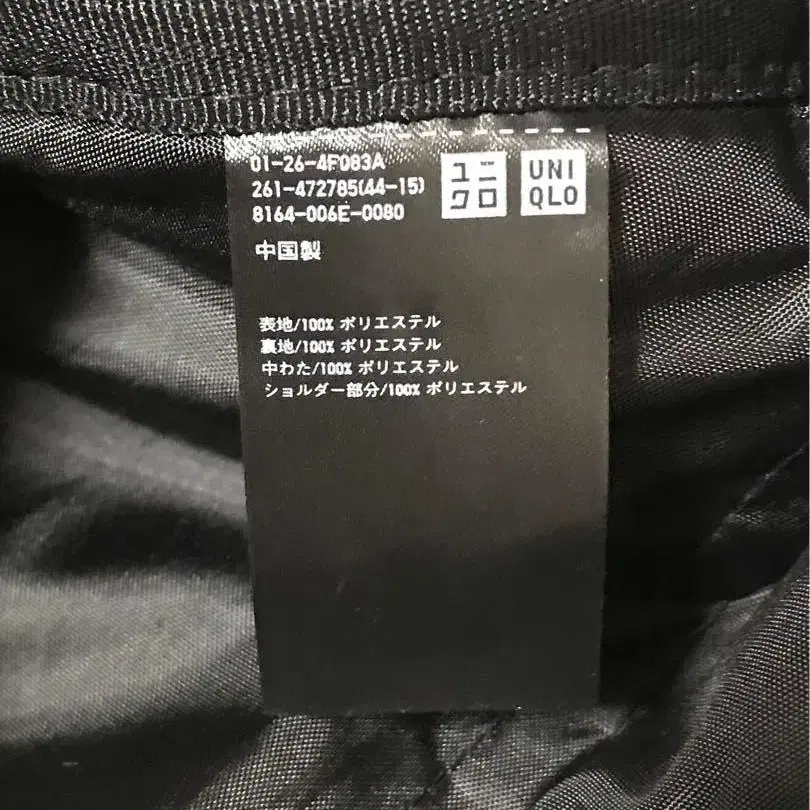 01-26-4F083A
261-472785(44-15)
8164-006E-0080
ユニクロ
UNIQLO
中国製
表地/100% ポリエステル
裏地/100% ポリエステル
中わた/100% ポリエステル
ショルダー部分/100% ポリエステル